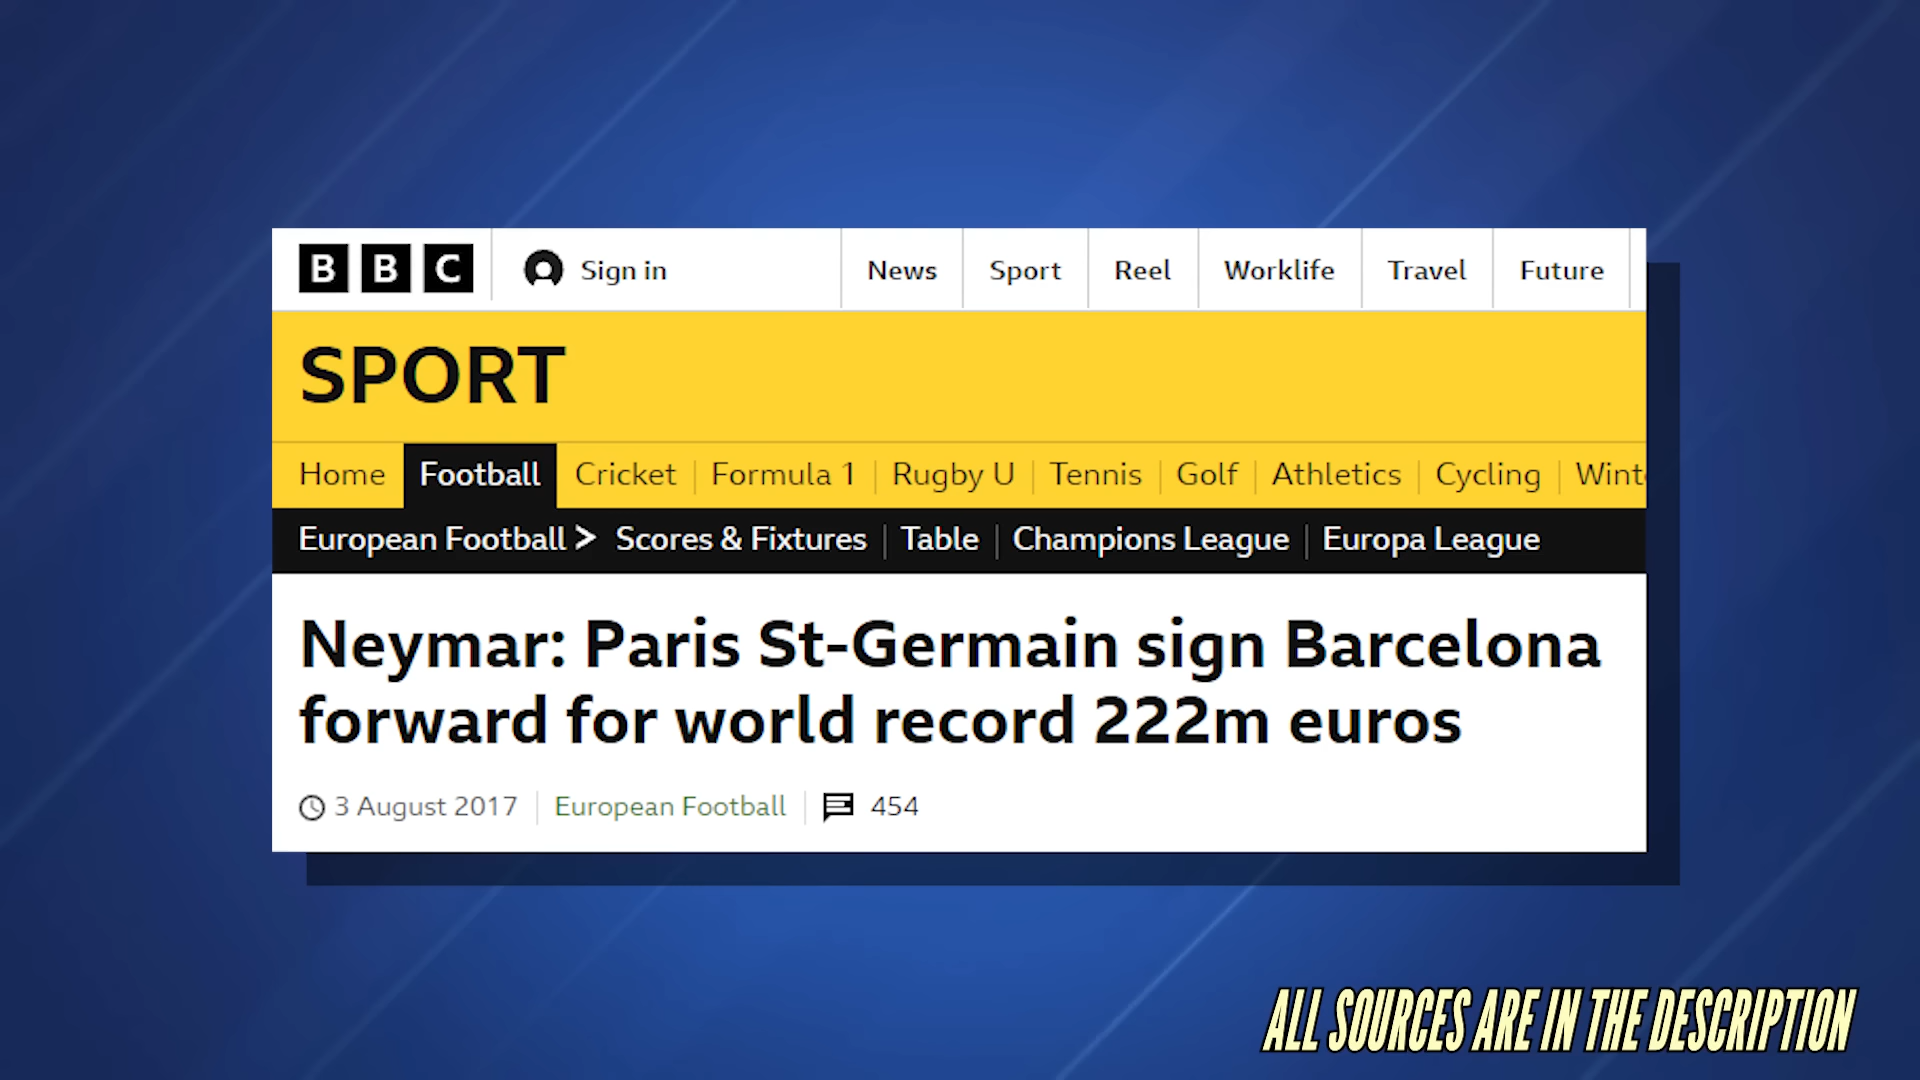 BBC Sign in News Sport Reel Worklife Travel Future
SPORT
Home Football Cricket Formula 1 Rugby U Tennis Golf Athletics Cycling
European Football > Scores & Fixtures Table Champions League Europa League
Neymar: Paris St-Germain sign Barcelona
forward for world record 222m euros
3 August 2017 European Football 454
ALL SOURCES ARE IN THE DESCRIPTION